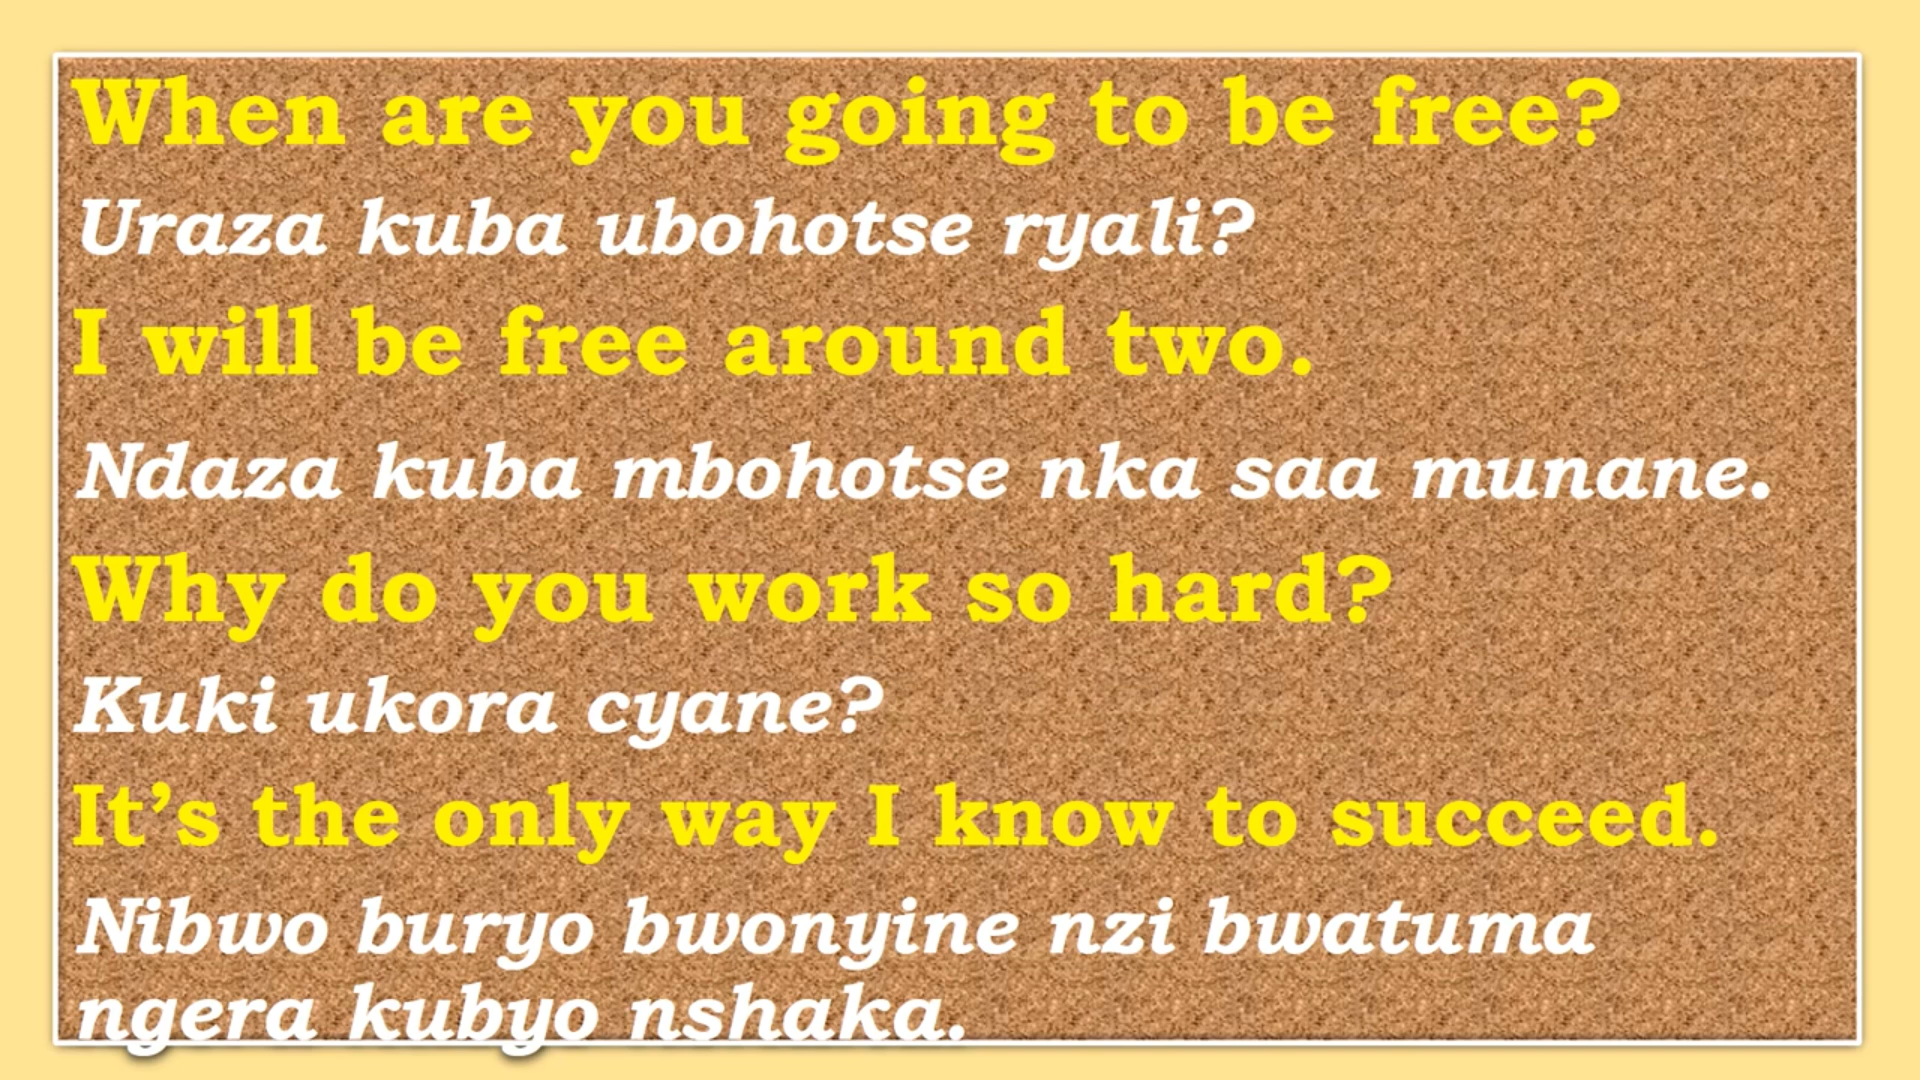 When are you going to be free?
Uraza kuba ubohotse ryali?
I will be free around two.
Ndaza kuba mbohotse nka saa munane.
Why do you work so hard?
Kuki ukora cyane?
It’s the only way I know to succeed.
Nibwo buryo bwonyine nzi bwatuma
ngera kubyo nshaka.